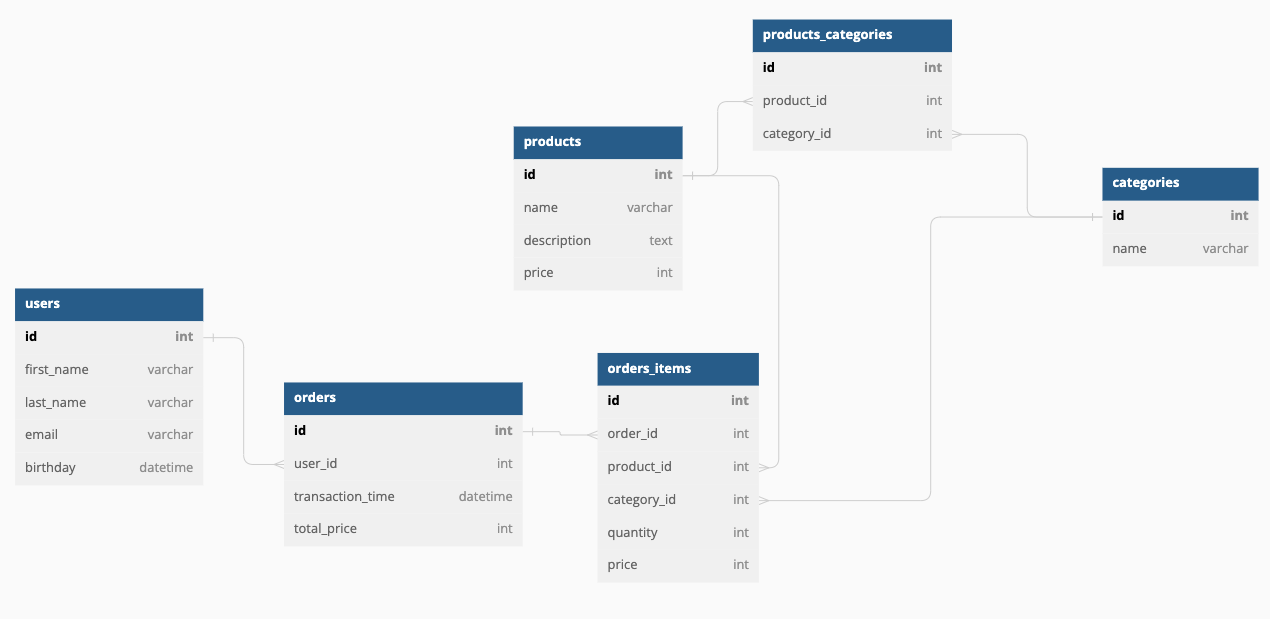 products_categories
id int
product_id int
category_id int
products
id int
name varchar
description text
price int
categories
id int
name varchar
users
id int
first_name varchar
last_name varchar
email varchar
birthday datetime
orders
id int
user_id int
transaction_time datetime
total_price int
orders_items
id int
order_id int
product_id int
category_id int
quantity int
price int